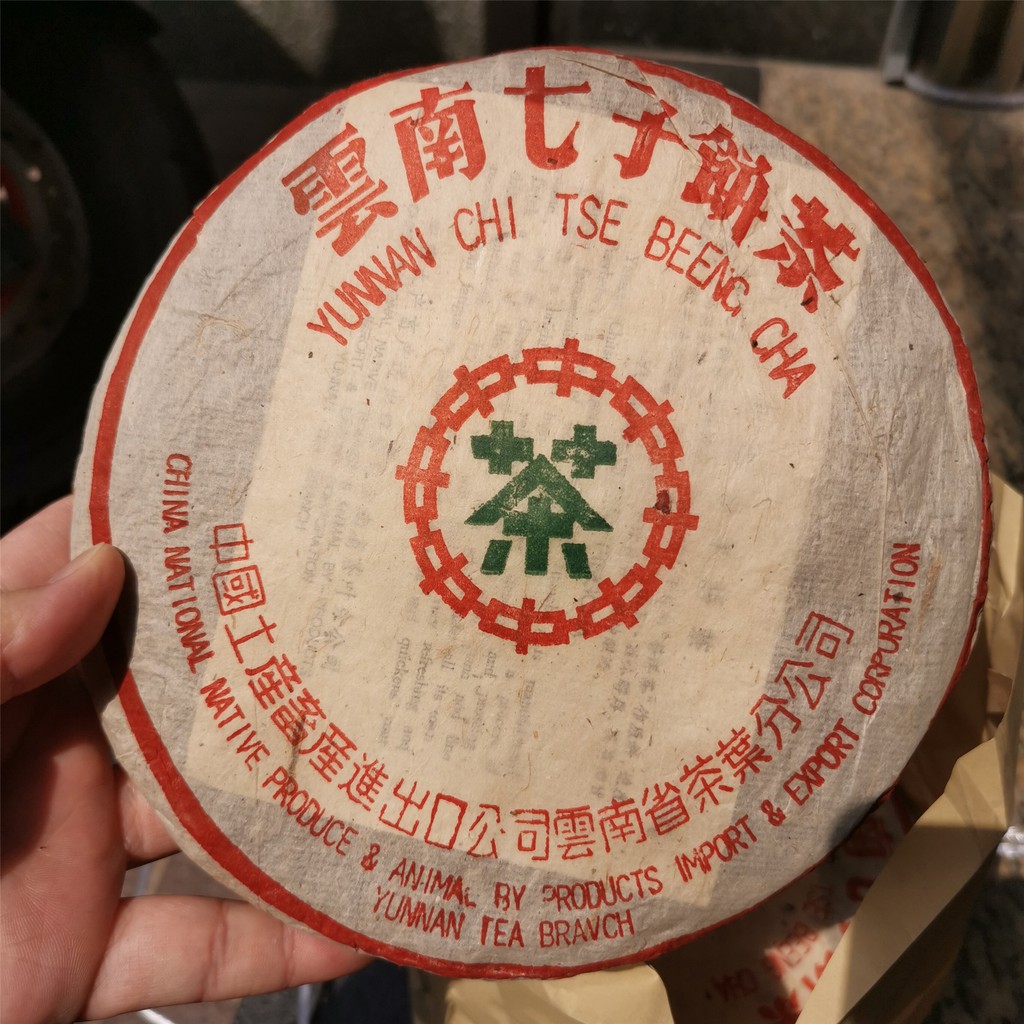 雲南七子餅茶
YUNNAN CHI TSE BEENG CHA
茶
中國土產畜產進出口公司雲南省茶葉分公司
CHINA NATIONAL NATIVE PRODUCE & ANIMAL BY PRODUCTS IMPORT & EXPORT CORPORATION
YUNNAN TEA BRAVCH